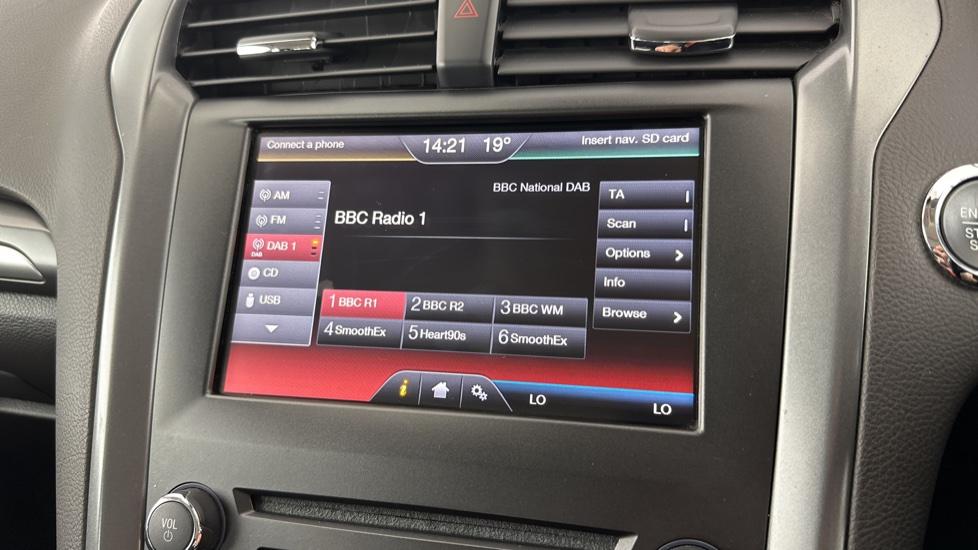 Connect a phone
14:21 19°
Insert nav. SD card
AM
FM
DAB 1
DAB
CD
USB
BBC National DAB
BBC Radio 1
TA
Scan
Options
Info
Browse
1 BBC R1
2 BBC R2
3 BBC WM
4 SmoothEx
5 Heart90s
6 SmoothEx
i
LO
LO
VOL